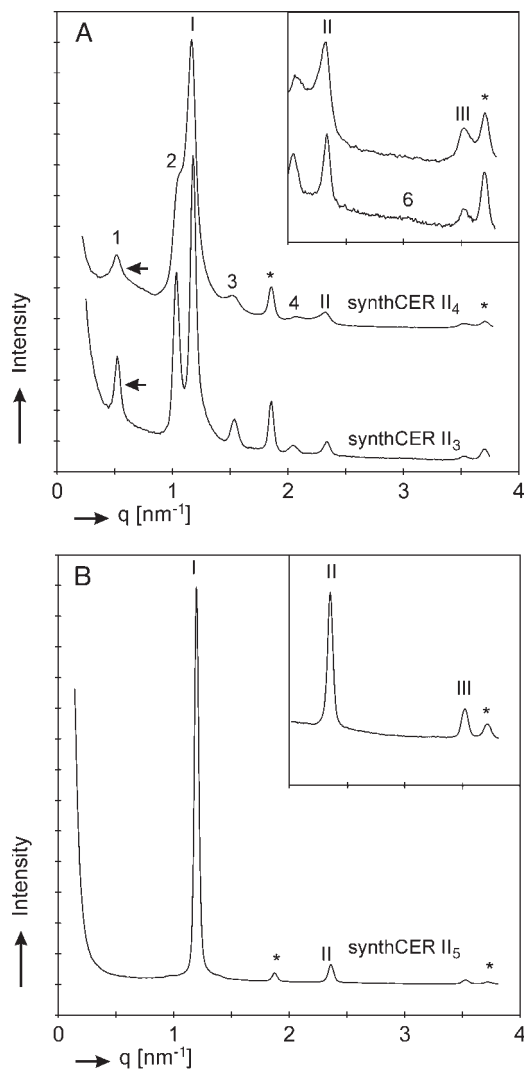 A
I
II
III
*
6
2
1
3
*
4
II
*
synthCER II₄
synthCER II₃
Intensity
0 1 2 3 4
q [nm⁻¹]
B
I
II
III
*
*
II
*
synthCER II₅
Intensity
0 1 2 3 4
q [nm⁻¹]